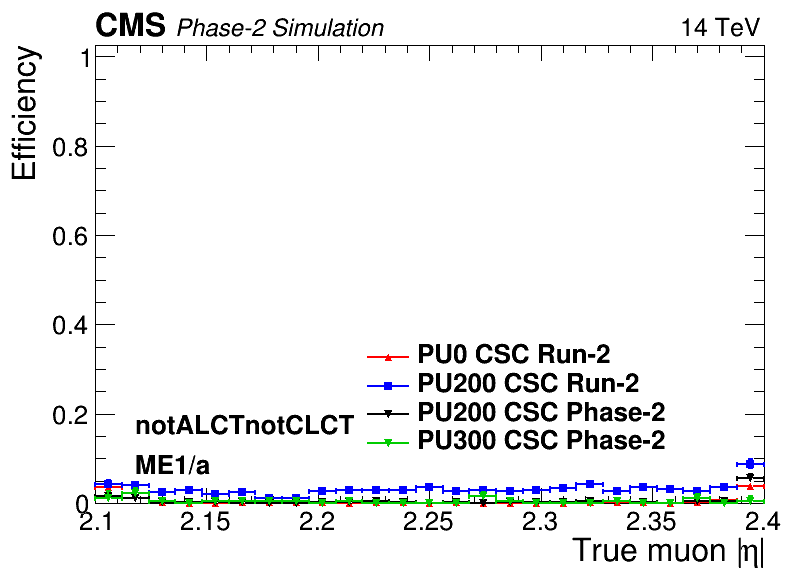 CMS Phase-2 Simulation 14 TeV
Efficiency
1
0.8
0.6
0.4
0.2
0
PU0 CSC Run-2
PU200 CSC Run-2
PU200 CSC Phase-2
PU300 CSC Phase-2
notALCTnotCLCT
ME1/a
2.1 2.15 2.2 2.25 2.3 2.35 2.4
True muon |η|